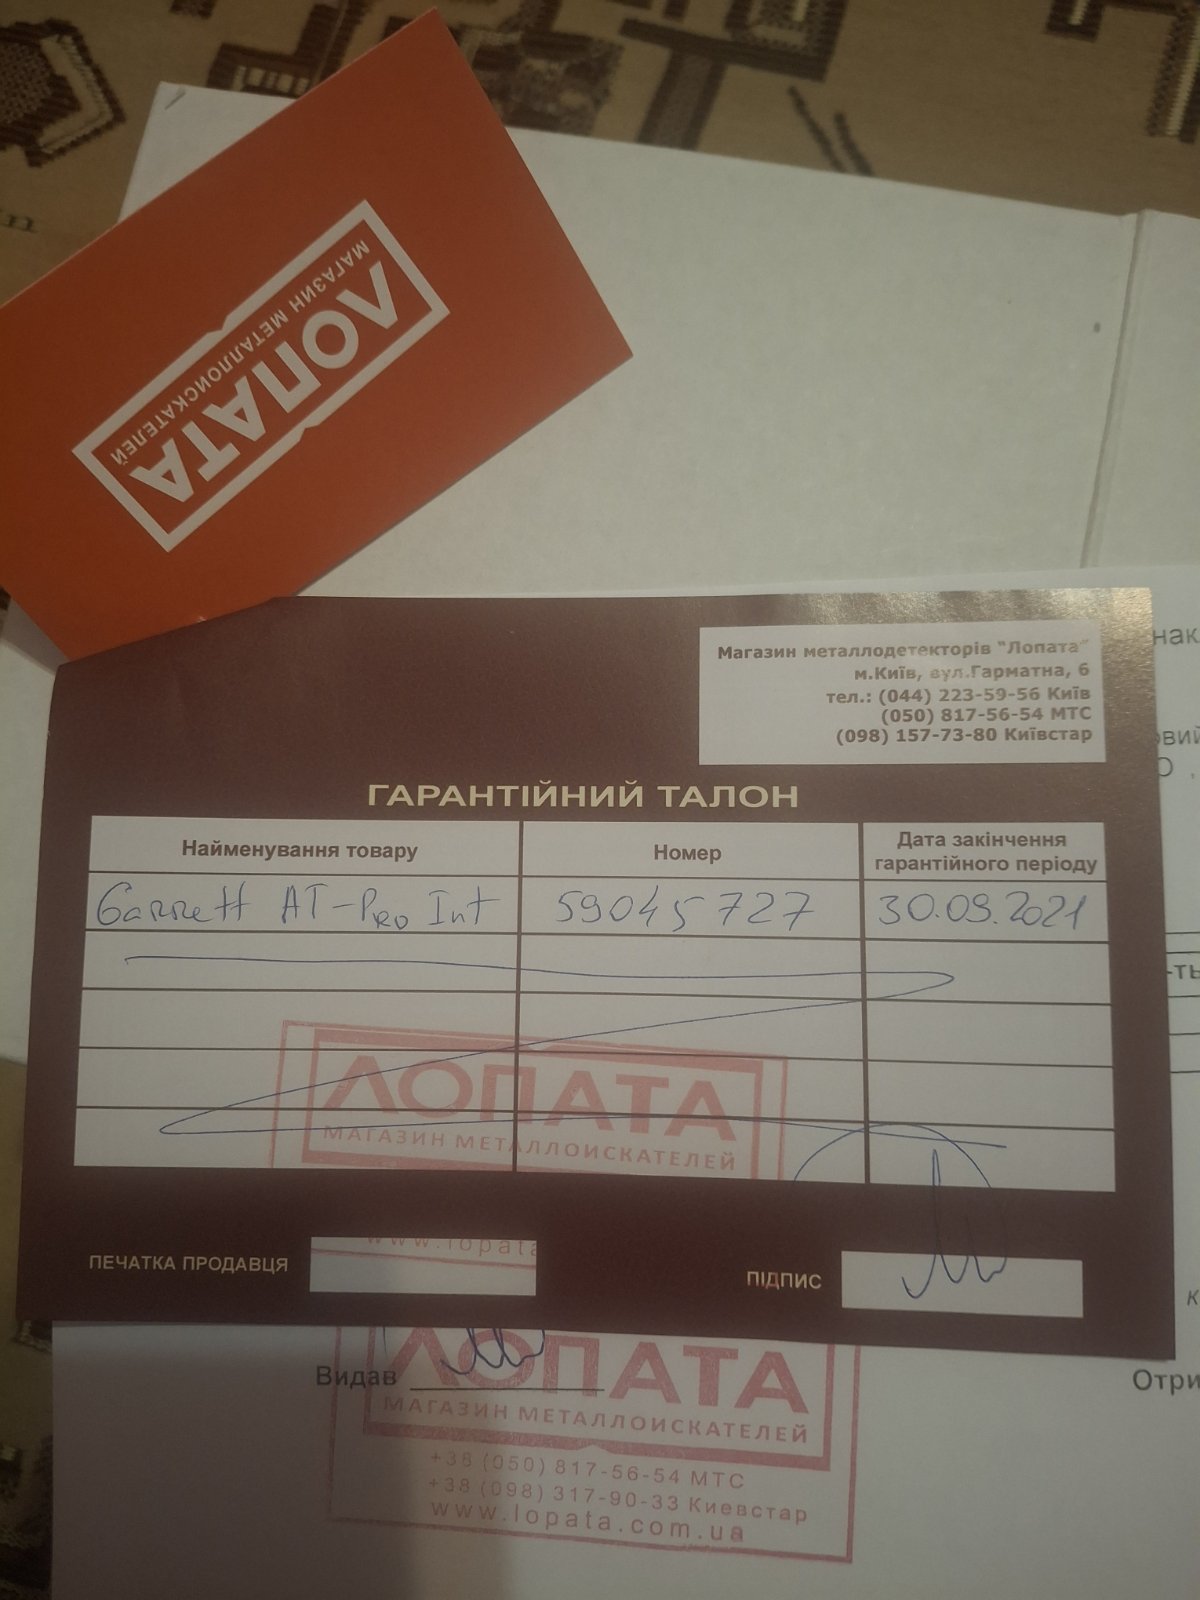 ЛОПАТА
МАГАЗИН МЕТАЛЛОИСКАТЕЛЕЙ
Магазин металлодетекторів "Лопата"
м.Київ, вул.Гарматна, 6
тел.: (044) 223-59-56 Київ
(050) 817-56-54 МТС
(098) 157-73-80 Київстар
ГАРАНТІЙНИЙ ТАЛОН
Найменування товару Номер Дата закінчення гарантійного періоду
Garrett AT-Pro Int 59045727 30.09.2021
ЛОПАТА
МАГАЗИН МЕТАЛЛОИСКАТЕЛЕЙ
www.lopata
ПЕЧАТКА ПРОДАВЦЯ ПІДПИС
Видав Отри
ЛОПАТА
МАГАЗИН МЕТАЛЛОИСКАТЕЛЕЙ
+38 (050) 817-56-54 МТС
+38 (098) 317-90-33 Киевстар
www.lopata.com.ua